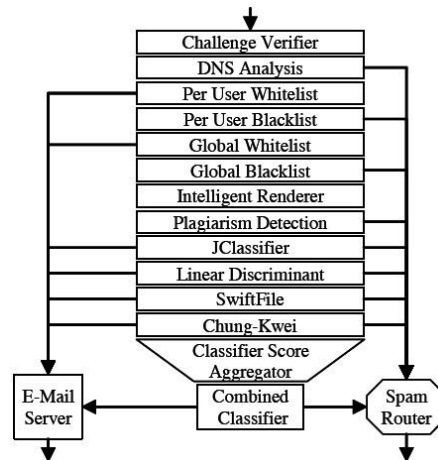 Challenge Verifier
DNS Analysis
Per User Whitelist
Per User Blacklist
Global Whitelist
Global Blacklist
Intelligent Renderer
Plagiarism Detection
JClassifier
Linear Discriminant
SwiftFile
Chung-Kwei
Classifier Score
Aggregator
E-Mail
Server
Combined
Classifier
Spam
Router